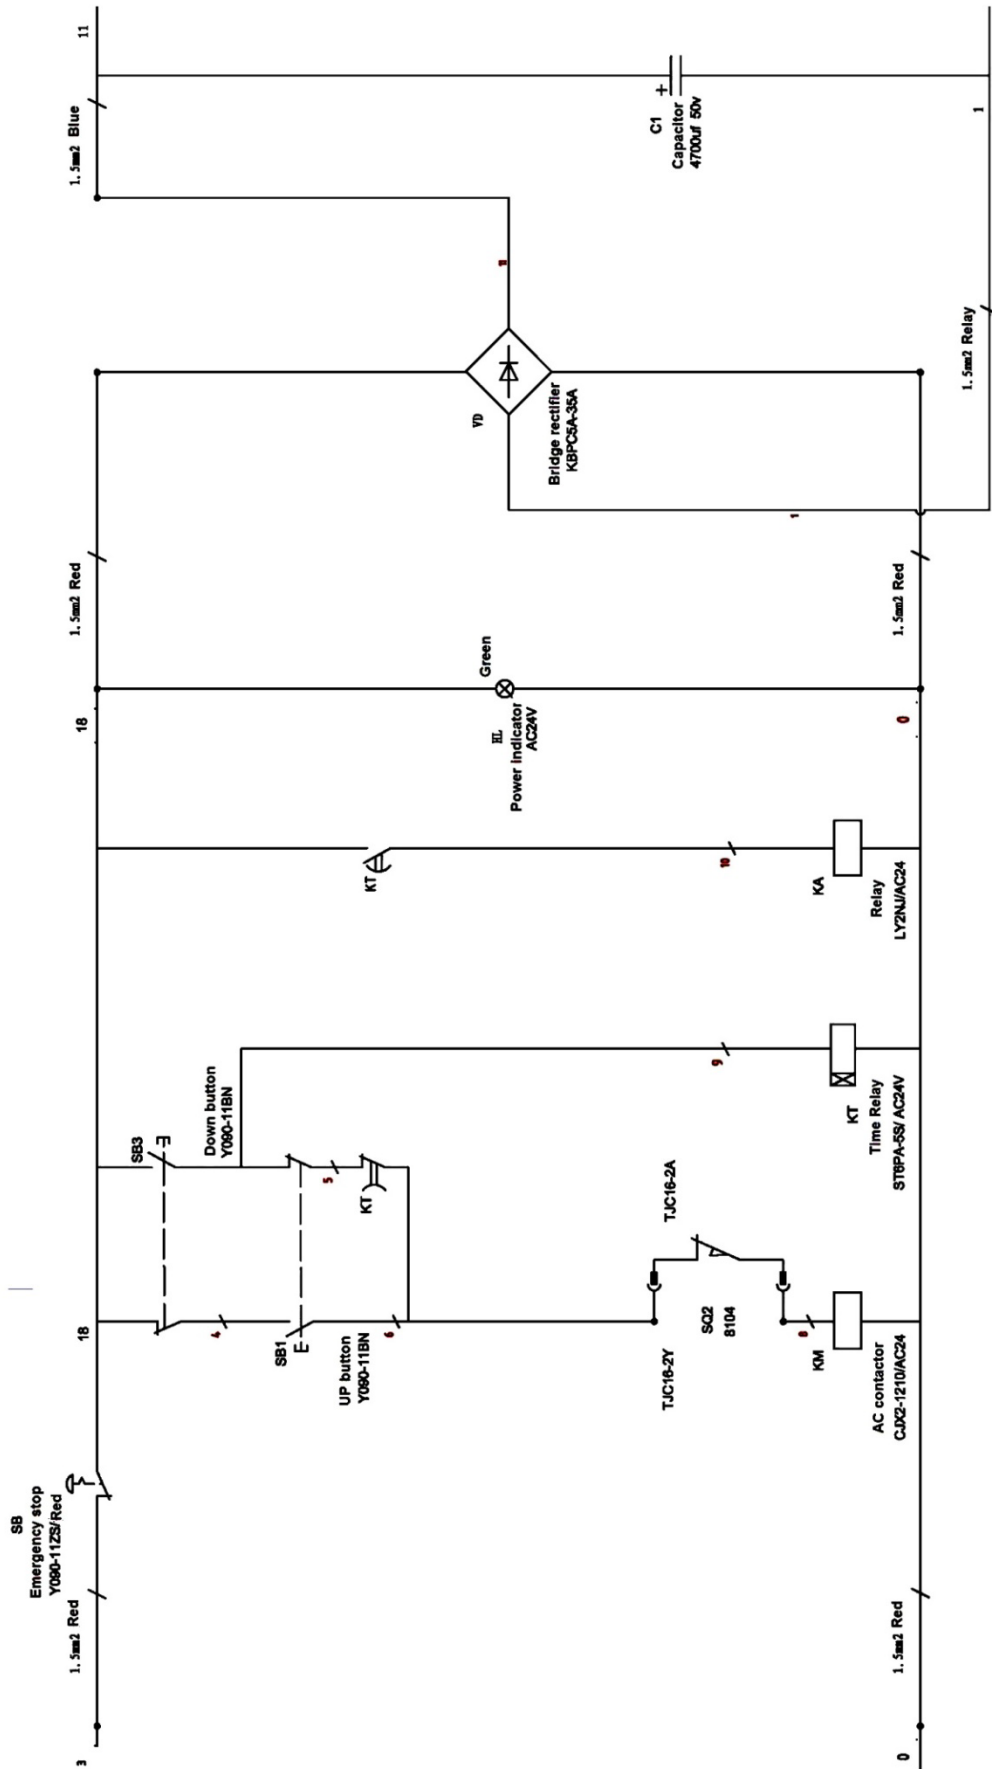 SB
Emergency stop
Y090-11ZS/Red
3
1.5mm2 Red
18
SB3
Down button
Y090-11BN
4
SB1
UP button
Y090-11BN
5
KT
6
TJC16-2Y
TJC16-2A
SQ2
8104
8
KM
AC contactor
CJX2-1210/AC24
9
KT
Time Relay
ST6PA-5S/ AC24V
KT
10
KA
Relay
LY2NJ/AC24
18
HL
Power indicator
AC24V
Green
0
1.5mm2 Red
1.5mm2 Red
VD
Bridge rectifier
KBPC5A-35A
11
1
1.5mm2 Blue
11
C1
+
Capacitor
4700uf 50v
1
1.5mm2 Relay
0
1.5mm2 Red